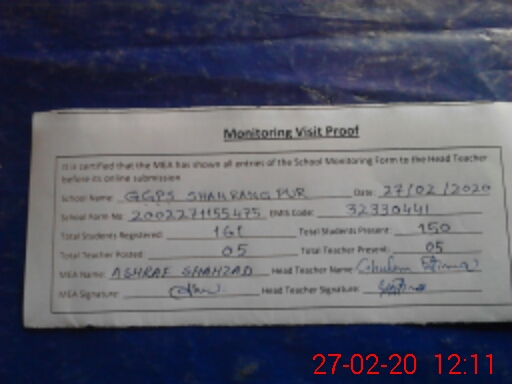 Monitoring Visit Proof
It is certified that the MEA has shown all entries of the School Monitoring Form to the Head Teacher
before its online submission
School Name: GGPS SHAHRANG PUR Date: 27/02/2020
School Form No 2002271155475 EMIS Code: 32330441
Total Students Registered: 161 Total Students Present: 150
Total Teacher Posted: 05 Total Teacher Present: 05
MEA Name: ASHRAF SHAHZAD Head Teacher Name: Ghulam
MEA Signature: Head Teacher Signature:
27-02-20 12:11